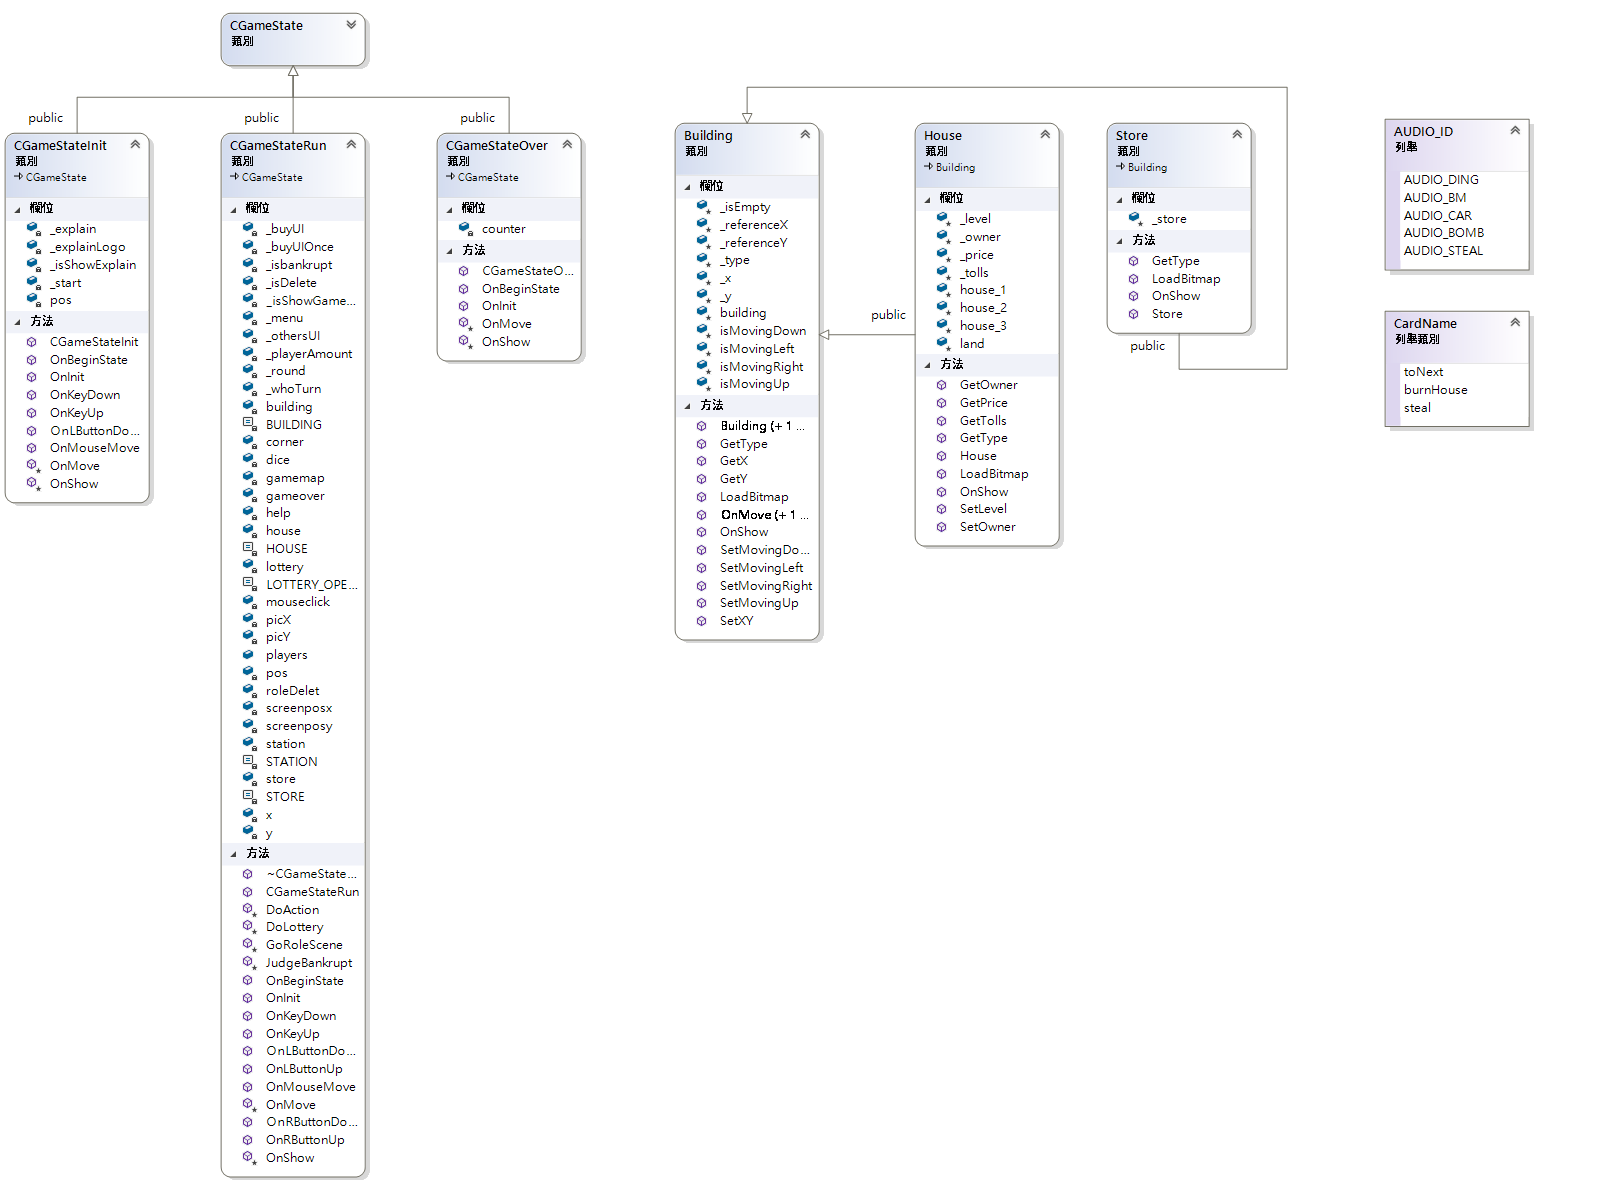 CGameState
類別
public
public
public
CGameStateInit
類別
CGameState
欄位
_explain
_explainLogo
_isShowExplain
_start
pos
方法
CGameStateInit
OnBeginState
OnInit
OnKeyDown
OnKeyUp
OnLButtonDo...
OnMouseMove
OnMove
OnShow
CGameStateRun
類別
CGameState
欄位
_buyUI
_buyUIOnce
_isbankrupt
_isDelete
_isShowGame...
_menu
_othersUI
_playerAmount
_round
_whoTurn
building
BUILDING
corner
dice
gamemap
gameover
help
house
HOUSE
lottery
LOTTERY_OPE...
mouseclick
picX
picY
players
pos
roleDelet
screenposx
screenposy
station
STATION
store
STORE
x
y
方法
~CGameState...
CGameStateRun
DoAction
DoLottery
GoRoleScene
JudgeBankrupt
OnBeginState
OnInit
OnKeyDown
OnKeyUp
OnLButtonDo...
OnLButtonUp
OnMouseMove
OnMove
OnRButtonDo...
OnRButtonUp
OnShow
CGameStateOver
類別
CGameState
欄位
counter
方法
CGameStateO...
OnBeginState
OnInit
OnMove
OnShow
Building
類別
欄位
_isEmpty
_referenceX
_referenceY
_type
_x
_y
building
isMovingDown
isMovingLeft
isMovingRight
isMovingUp
方法
Building (+ 1 ...
GetType
GetX
GetY
LoadBitmap
OnMove (+ 1 ...
OnShow
SetMovingDo...
SetMovingLeft
SetMovingRight
SetMovingUp
SetXY
public
House
類別
Building
欄位
_level
_owner
_price
_tolls
house_1
house_2
house_3
land
方法
GetOwner
GetPrice
GetTolls
GetType
House
LoadBitmap
OnShow
SetLevel
SetOwner
Store
類別
Building
欄位
_store
方法
GetType
LoadBitmap
OnShow
Store
public
AUDIO_ID
列舉
AUDIO_DING
AUDIO_BM
AUDIO_CAR
AUDIO_BOMB
AUDIO_STEAL
CardName
列舉類別
toNext
burnHouse
steal